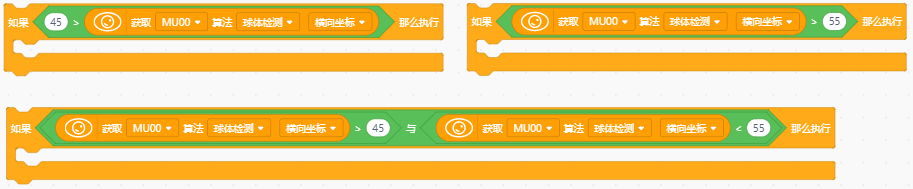 如果 45 > 获取 MU00 算法 球体检测 横向坐标 那么执行
如果 获取 MU00 算法 球体检测 横向坐标 > 55 那么执行
如果 获取 MU00 算法 球体检测 横向坐标 > 45 与 获取 MU00 算法 球体检测 横向坐标 < 55 那么执行